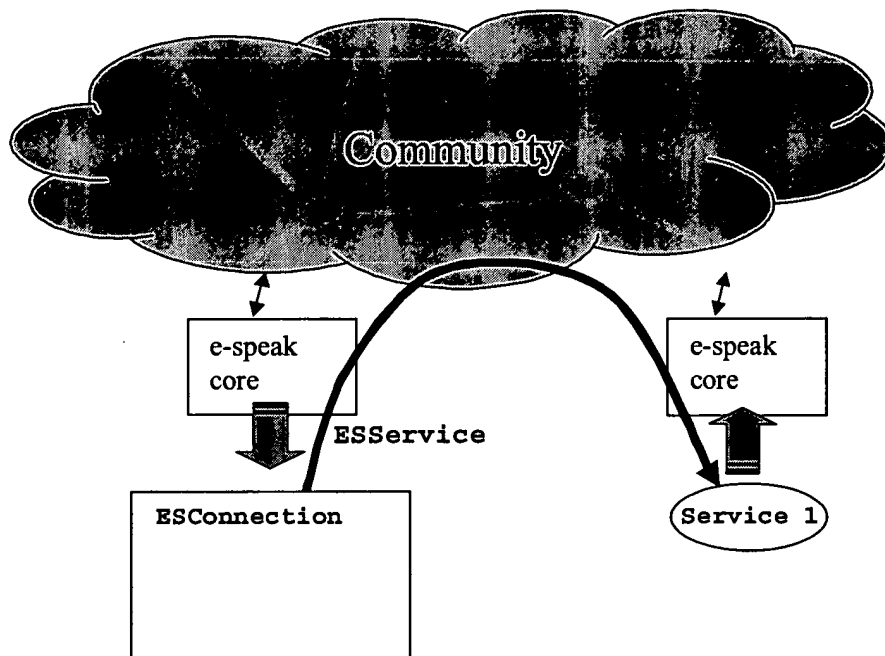 Community
e-speak
core
e-speak
core
ESService
ESConnection
Service 1